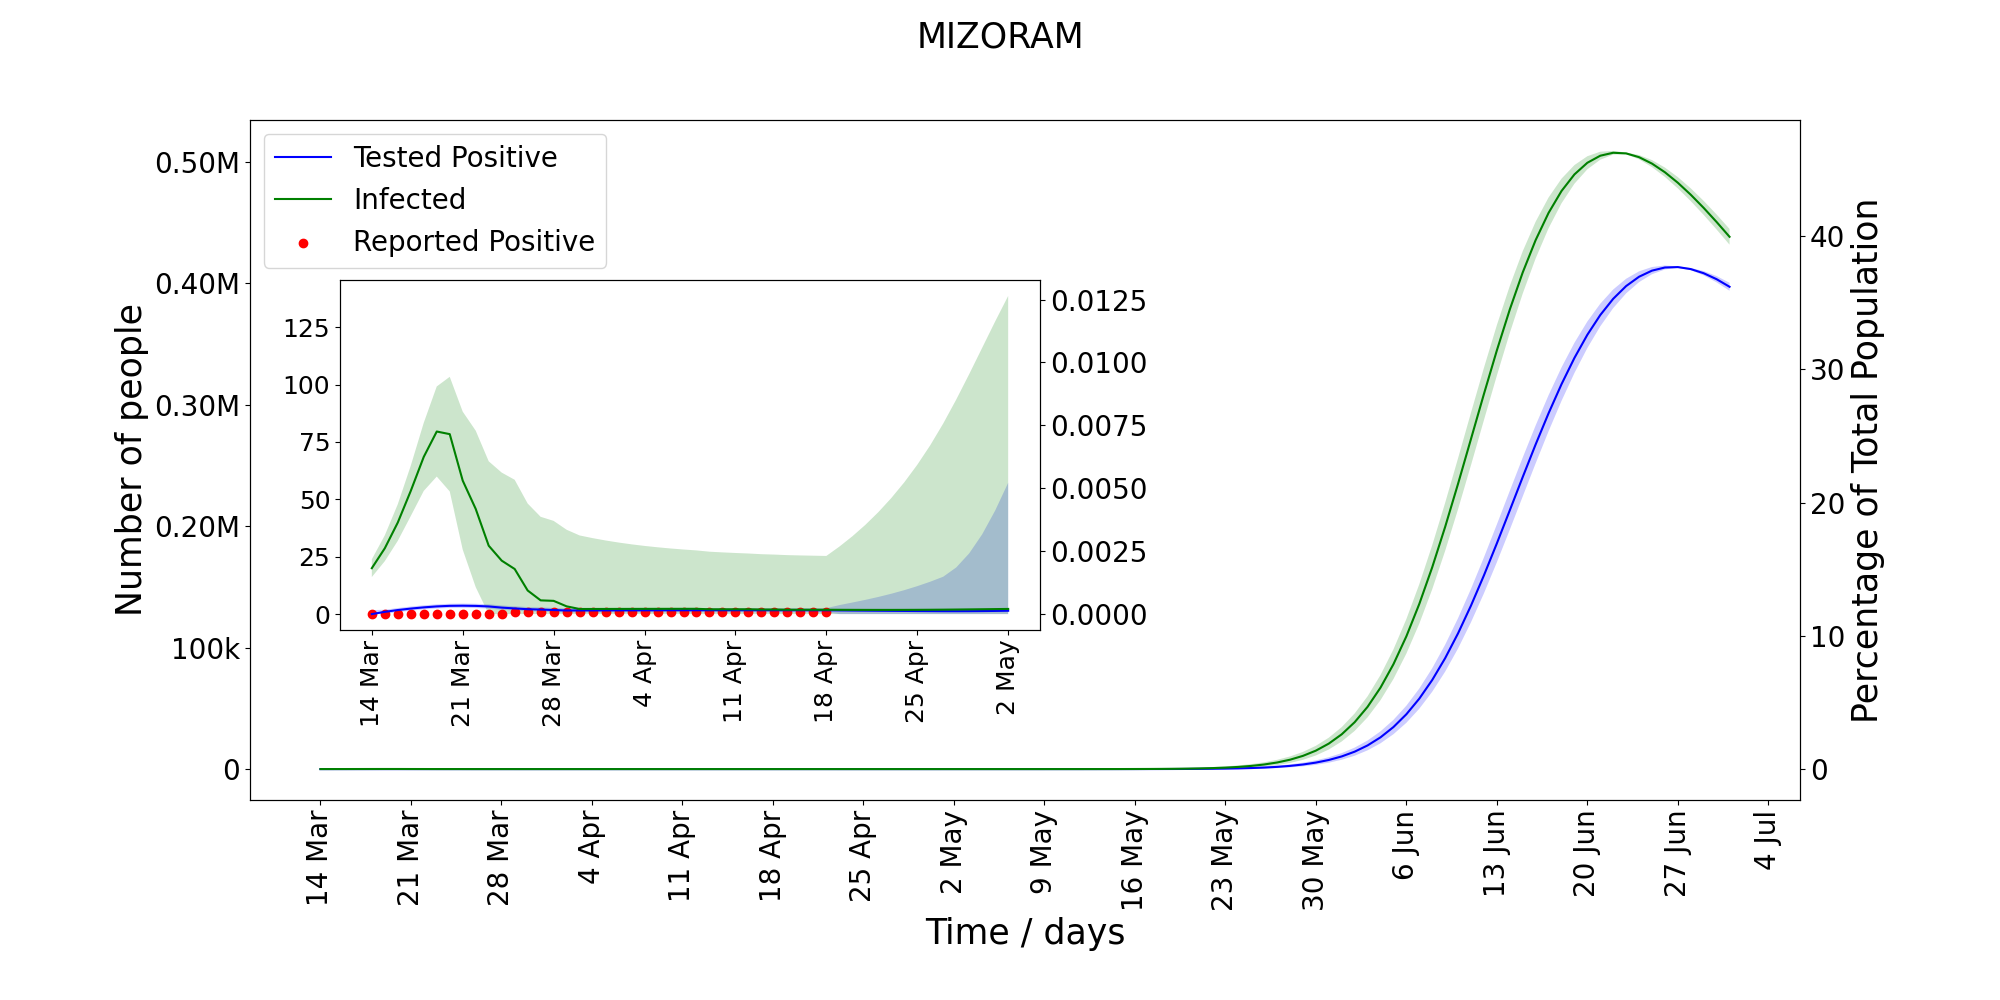 MIZORAM
Tested Positive
Infected
Reported Positive
Number of people
0.50M
0.40M
0.30M
0.20M
100k
0
125
100
75
50
25
0
0.0125
0.0100
0.0075
0.0050
0.0025
0.0000
14 Mar
21 Mar
28 Mar
4 Apr
11 Apr
18 Apr
25 Apr
2 May
40
30
20
10
0
Percentage of Total Population
14 Mar
21 Mar
28 Mar
4 Apr
11 Apr
18 Apr
25 Apr
2 May
9 May
16 May
23 May
30 May
6 Jun
13 Jun
20 Jun
27 Jun
4 Jul
Time / days